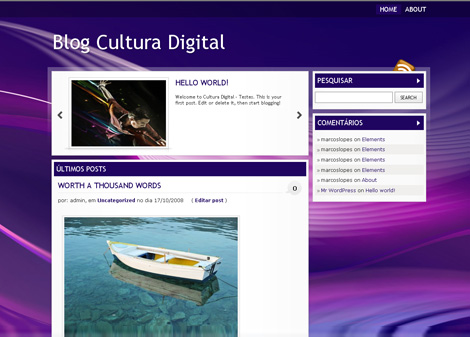 HOME ABOUT
Blog Cultura Digital
HELLO WORLD!
Welcome to Cultura Digital - Testes. This is your
first post. Edit or delete it, then start blogging!
PESQUISAR
SEARCH
COMENTÁRIOS
» marcoslopes on Elements
» marcoslopes on Elements
» marcoslopes on Elements
» marcoslopes on Elements
» marcoslopes on About
» Mr WordPress on Hello world!
ÚLTIMOS POSTS
WORTH A THOUSAND WORDS
0
por: admin, em Uncategorized no dia 17/10/2008 ( Editar post )